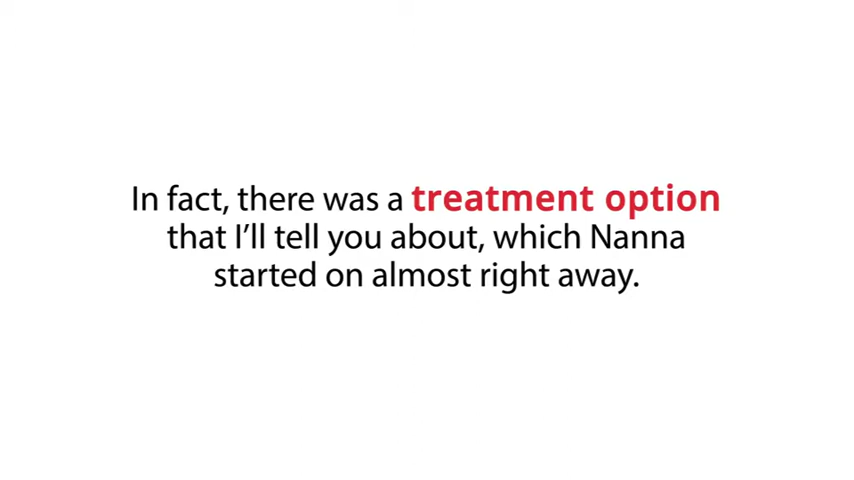 In fact, there was a treatment option
that I’ll tell you about, which Nanna
started on almost right away.